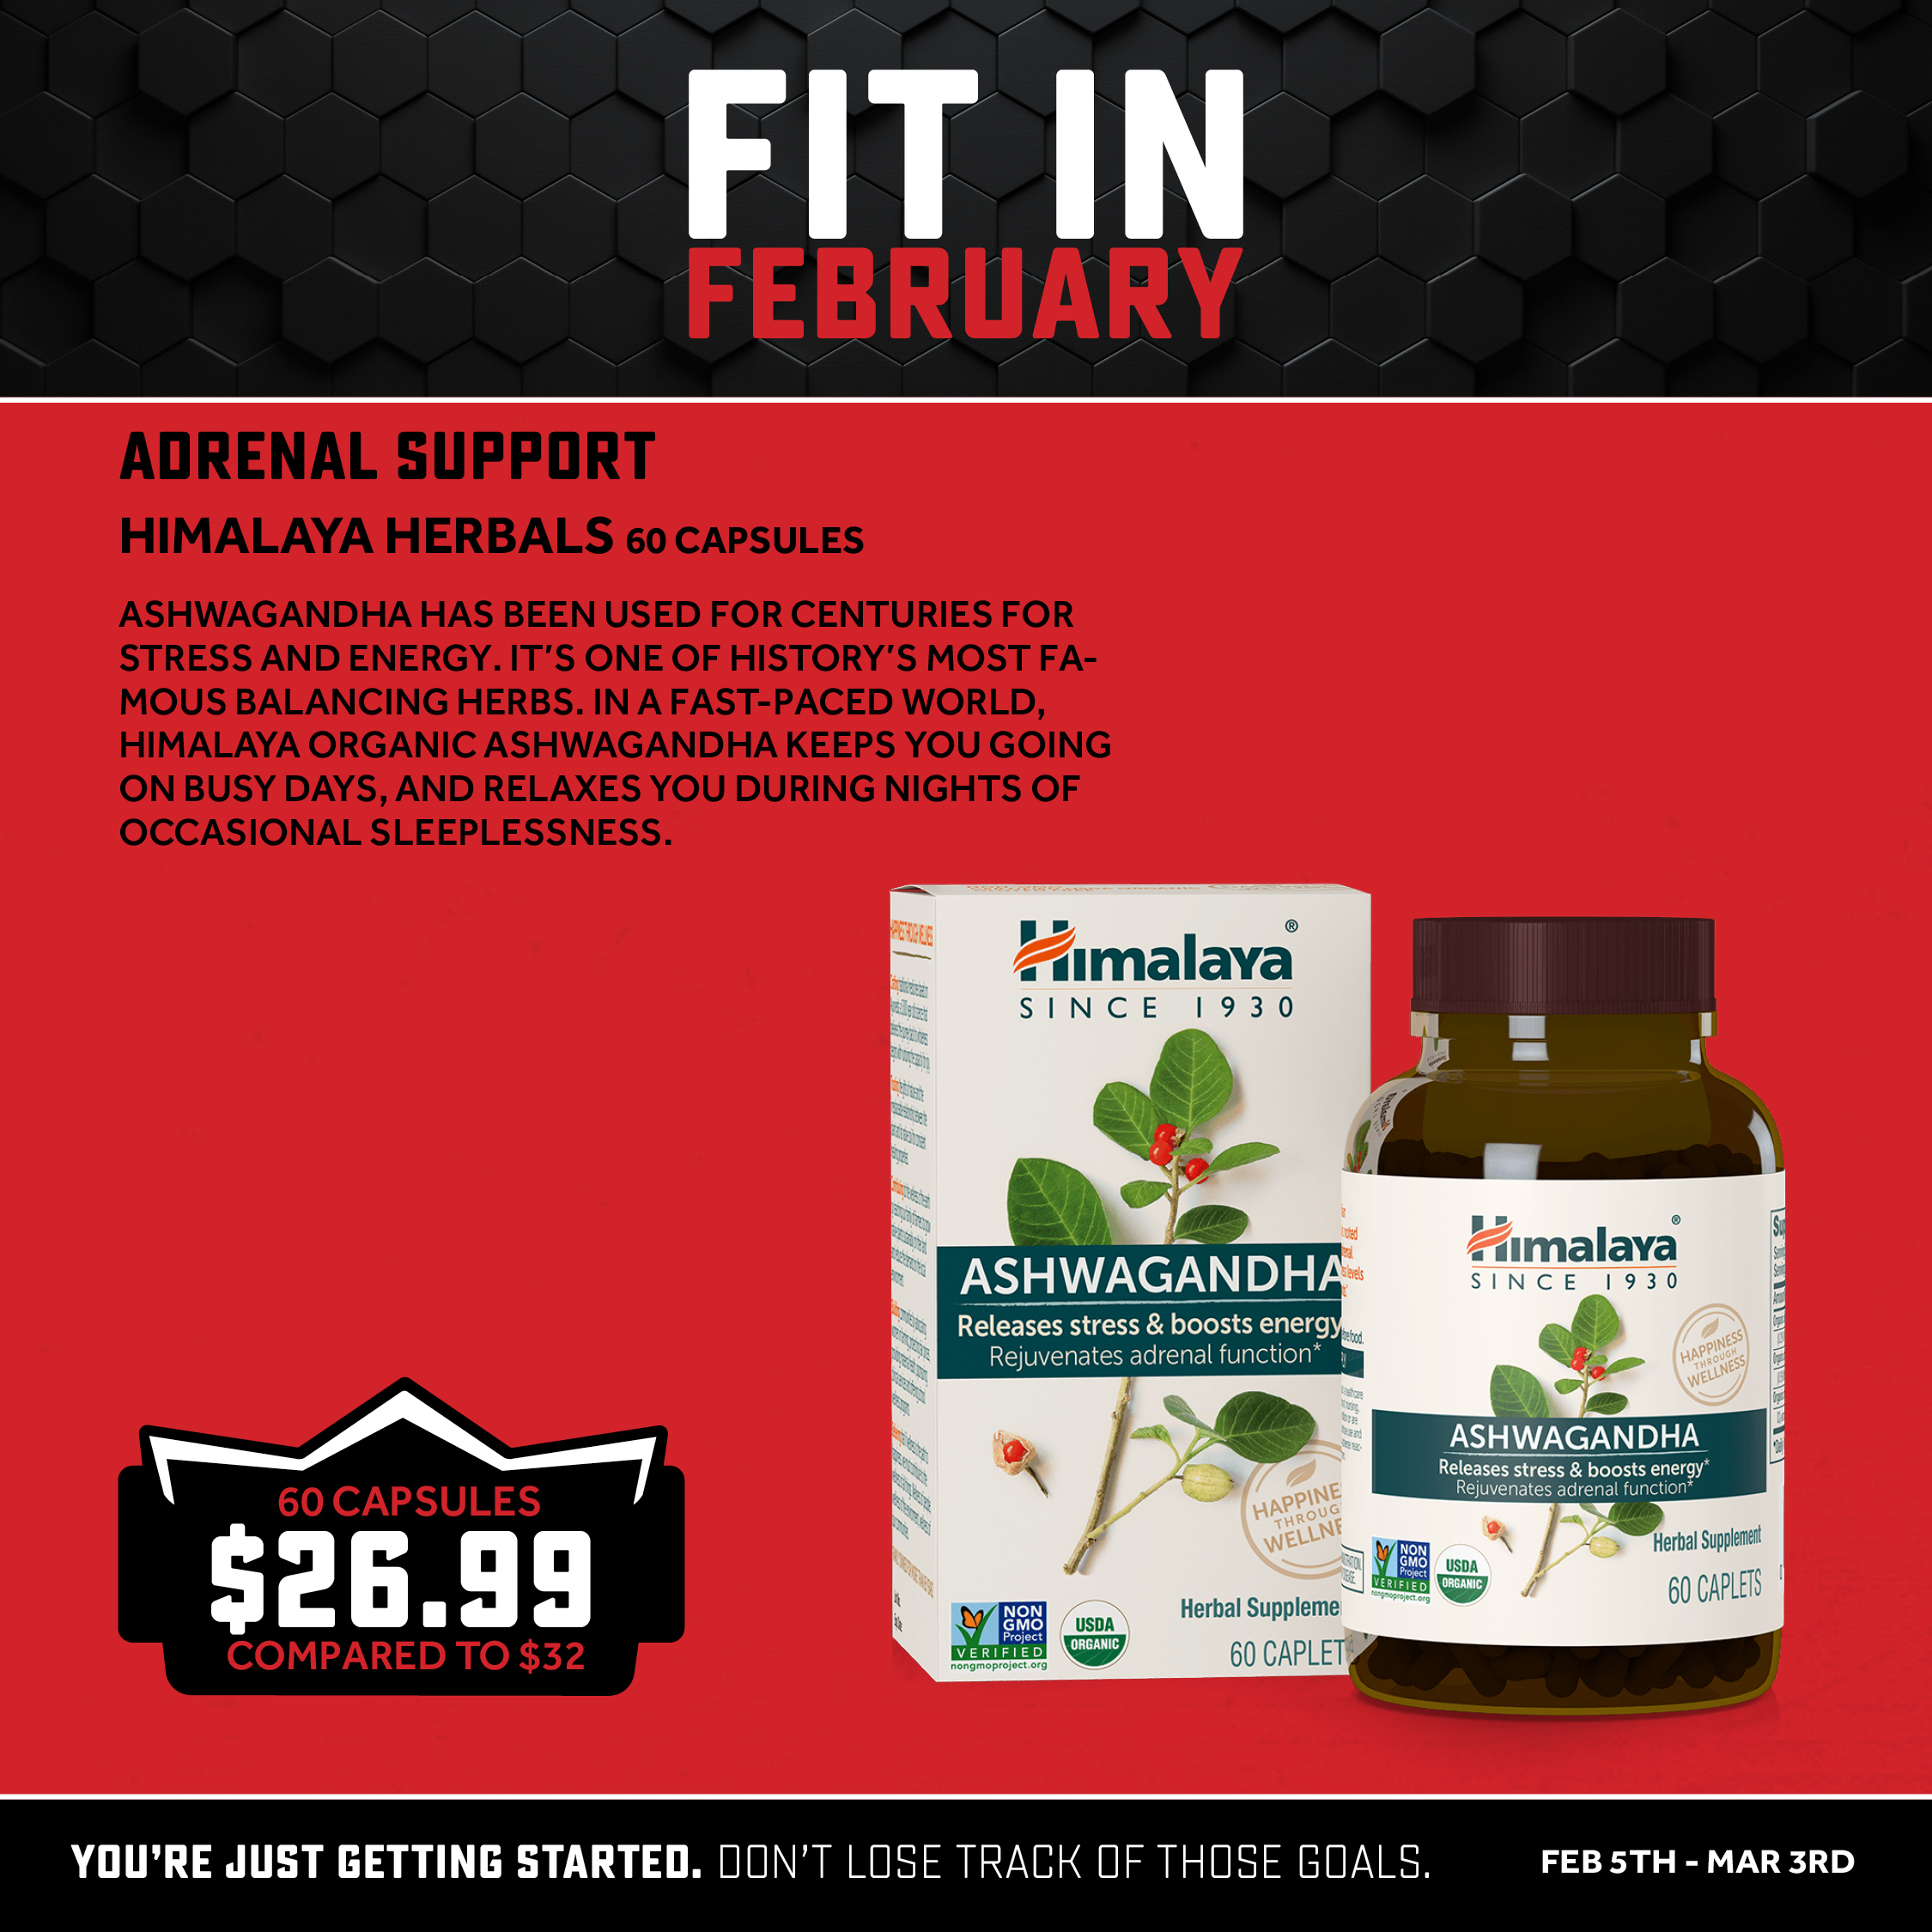 FIT IN
FEBRUARY
ADRENAL SUPPORT
HIMALAYA HERBALS 60 CAPSULES
ASHWAGANDHA HAS BEEN USED FOR CENTURIES FOR
STRESS AND ENERGY. IT'S ONE OF HISTORY'S MOST FA-
MOUS BALANCING HERBS. IN A FAST-PACED WORLD,
HIMALAYA ORGANIC ASHWAGANDHA KEEPS YOU GOING
ON BUSY DAYS, AND RELAXES YOU DURING NIGHTS OF
OCCASIONAL SLEEPLESSNESS.
Himalaya®
SINCE 1930
ASHWAGANDHA
Releases stress & boosts energy
Rejuvenates adrenal function*
HAPPINE
THROUG
WELLNE
NON
GMO
Project
VERIFIED
nongmoproject.org
USDA
ORGANIC
Herbal Suppleme
60 CAPLET
Himalaya®
SINCE 1930
HAPPINESS
THROUGH
WELLNESS
ASHWAGANDHA
Releases stress & boosts energy*
Rejuvenates adrenal function*
Herbal Supplement
60 CAPLETS
NON
GMO
Project
VERIFIED
nongmoproject.org
USDA
ORGANIC
60 CAPSULES
$26.99
COMPARED TO $32
YOU'RE JUST GETTING STARTED. DON'T LOSE TRACK OF THOSE GOALS.
FEB 5TH - MAR 3RD